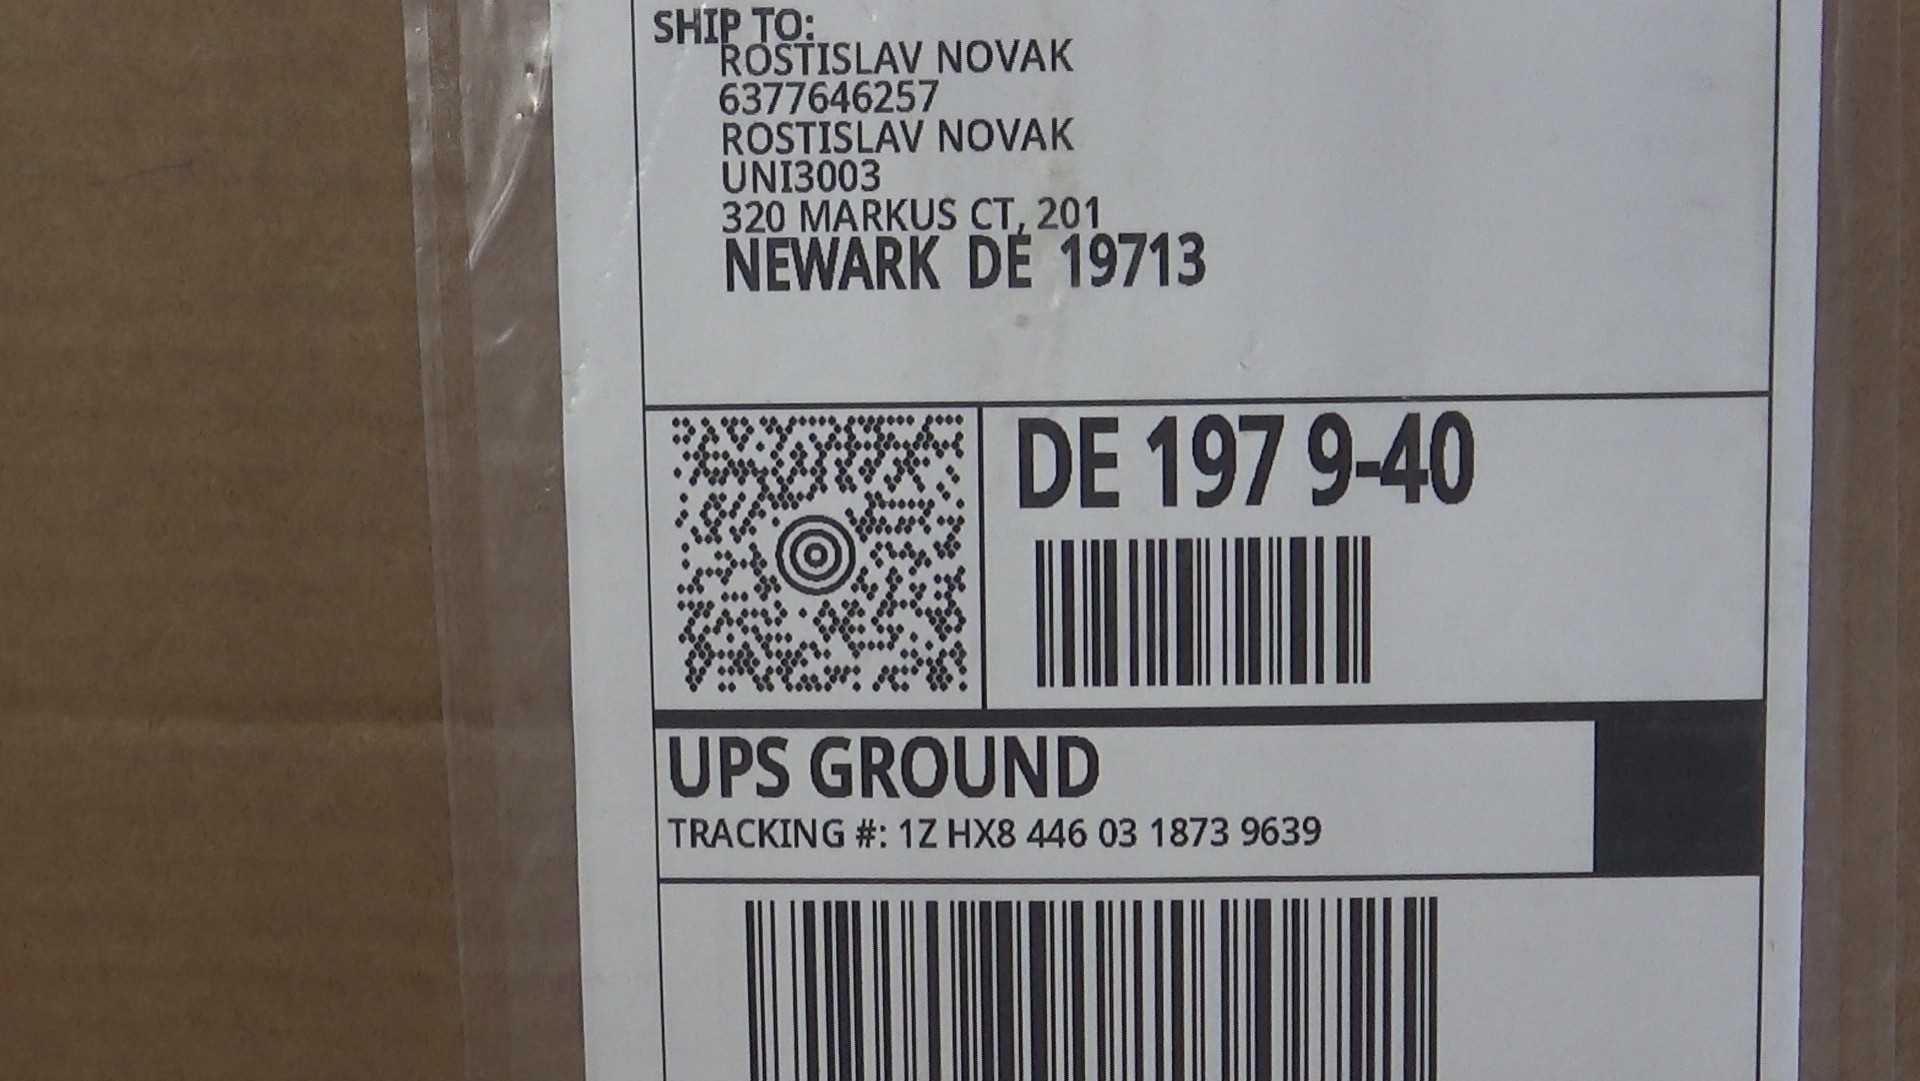 SHIP TO:
ROSTISLAV NOVAK
6377646257
ROSTISLAV NOVAK
UNI3003
320 MARKUS CT, 201
NEWARK DE 19713
DE 197 9-40
UPS GROUND
TRACKING #: 1Z HX8 446 03 1873 9639